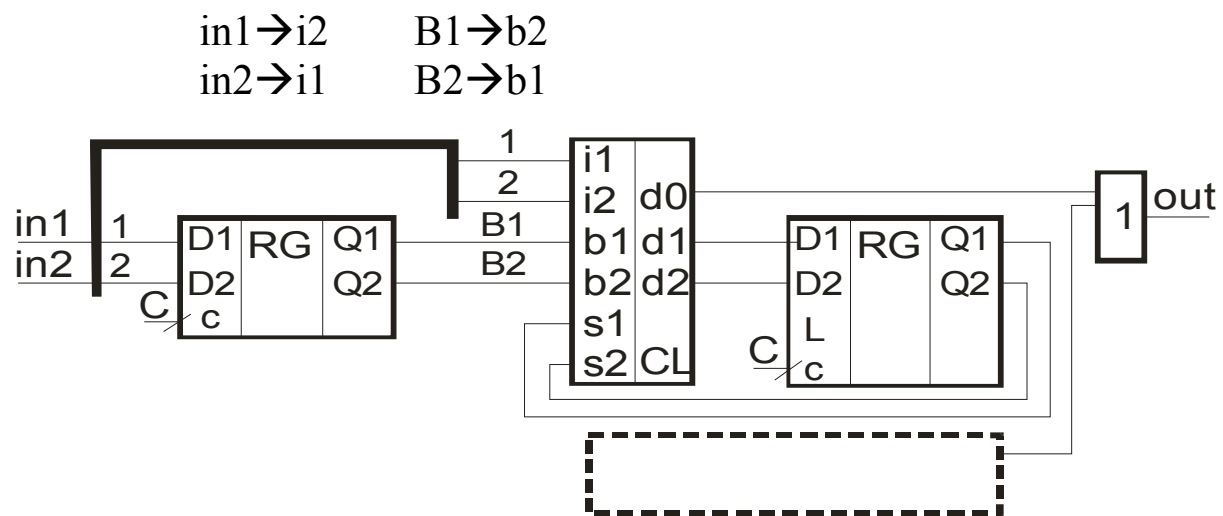 in1→i2 B1→b2
in2→i1 B2→b1
1
i1
2
i2 d0 1 out
in1 1 D1 RG Q1 B1 b1 d1 D1 RG Q1
in2 2 D2 Q2 B2 b2 d2 D2 Q2
C c s1 L
s2 CL C c